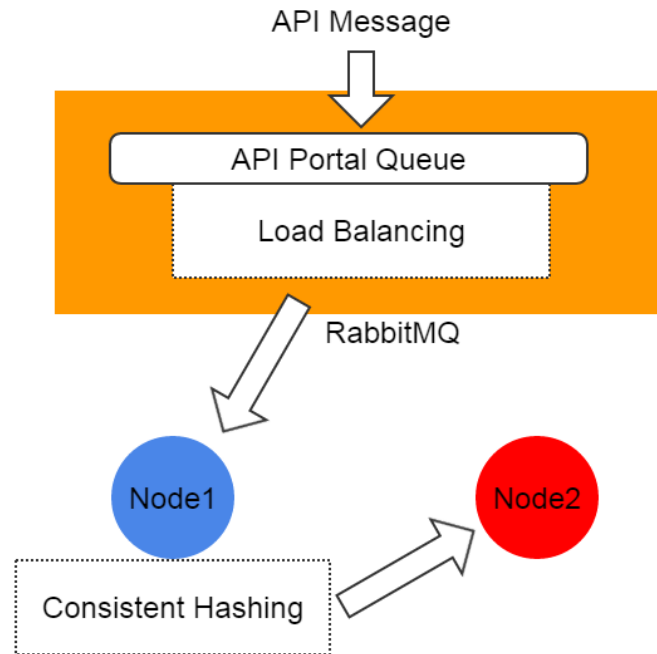 API Message
API Portal Queue
Load Balancing
RabbitMQ
Node1
Node2
Consistent Hashing